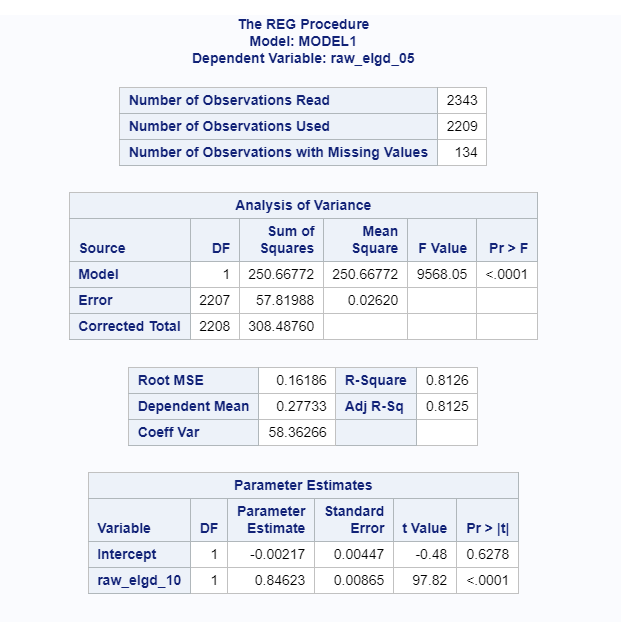 The REG Procedure
Model: MODEL1
Dependent Variable: raw_elgd_05
Number of Observations Read 2343
Number of Observations Used 2209
Number of Observations with Missing Values 134
Analysis of Variance
Source DF Sum of Squares Mean Square F Value Pr > F
Model 1 250.66772 250.66772 9568.05 <.0001
Error 2207 57.81988 0.02620
Corrected Total 2208 308.48760
Root MSE 0.16186 R-Square 0.8126
Dependent Mean 0.27733 Adj R-Sq 0.8125
Coeff Var 58.36266
Parameter Estimates
Variable DF Parameter Estimate Standard Error t Value Pr > |t|
Intercept 1 -0.00217 0.00447 -0.48 0.6278
raw_elgd_10 1 0.84623 0.00865 97.82 <.0001